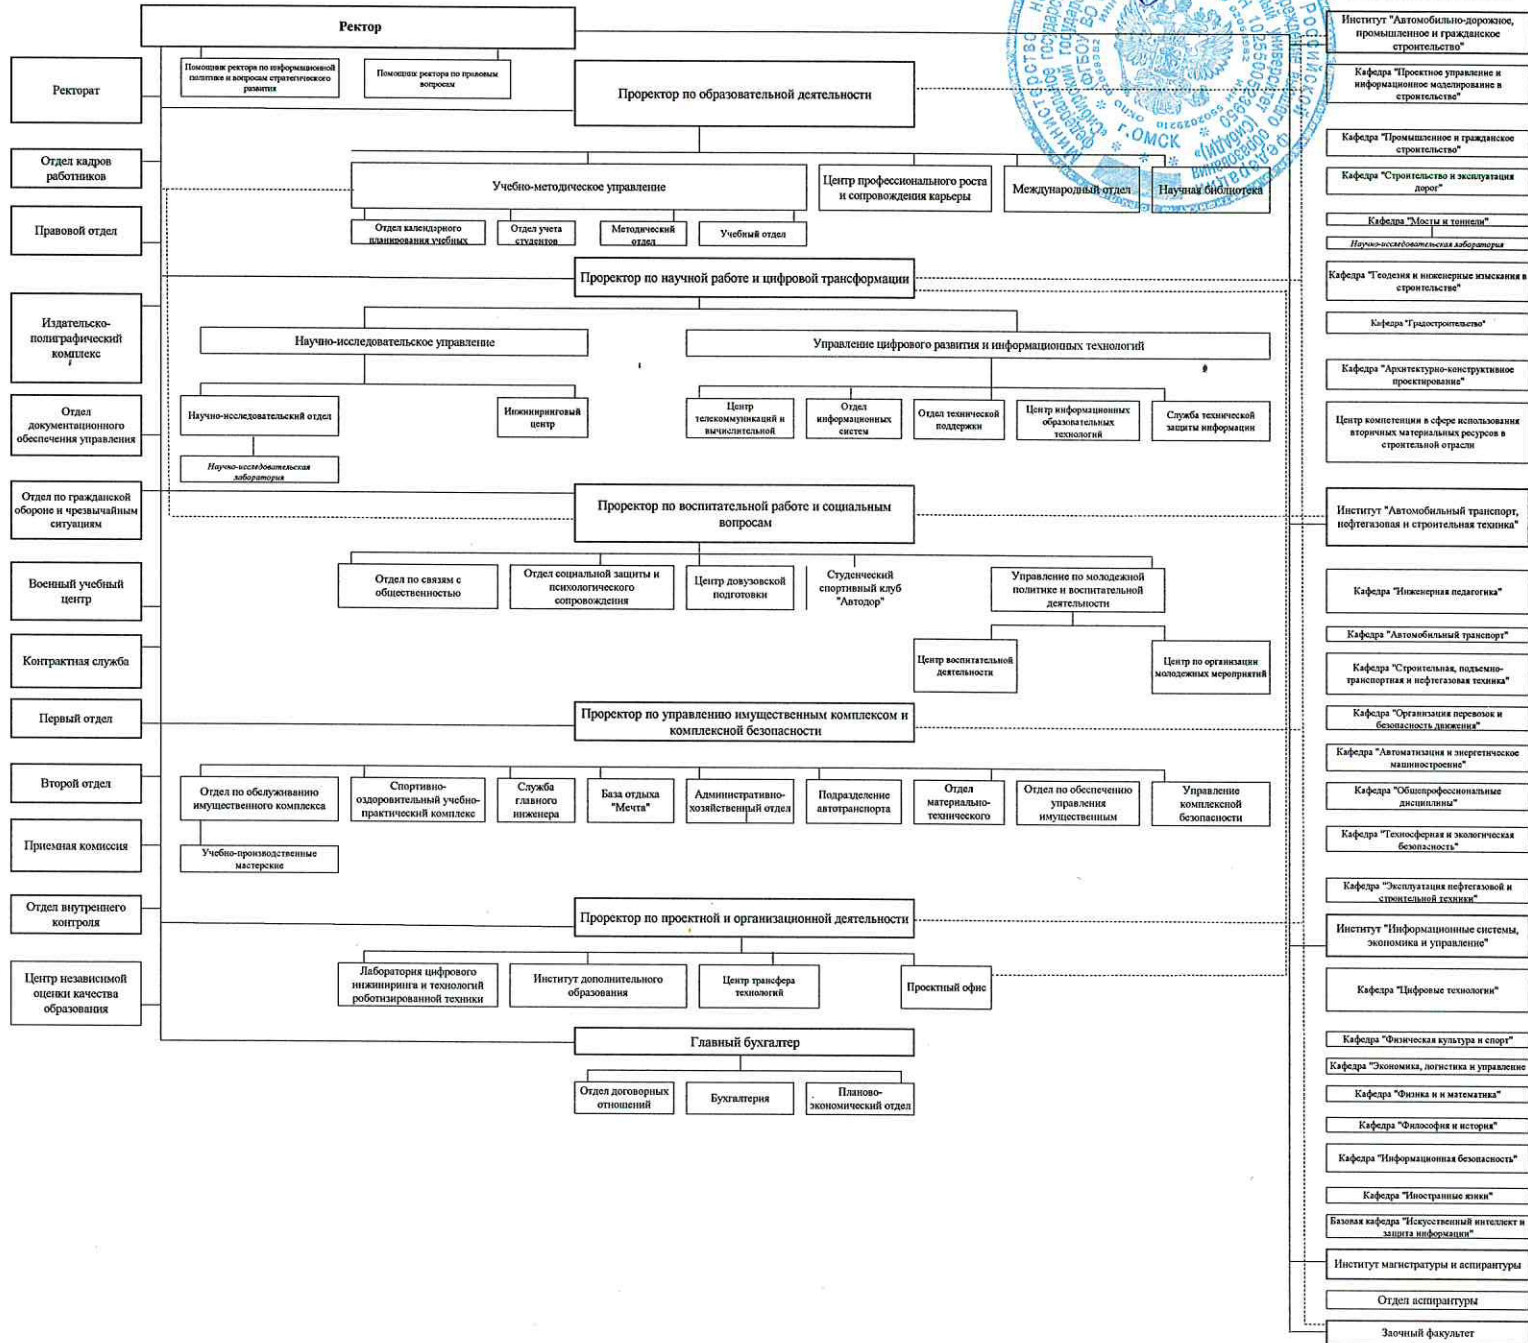 Ректор
Помощник ректора по информационной
политике и вопросам стратегического
развития
Помощник ректора по правовым
вопросам
Ректорат
Отдел кадров
работников
Правовой отдел
Издательско-
полиграфический
комплекс
Отдел
документационного
обеспечения управления
Отдел по гражданской
обороне и чрезвычайным
ситуациям
Военный учебный
центр
Контрактная служба
Первый отдел
Второй отдел
Приемная комиссия
Отдел внутреннего
контроля
Центр независимой
оценки качества
образования
Проректор по образовательной деятельности
Учебно-методическое управление
Центр профессионального роста
и сопровождения карьеры
Международный отдел
Научная библиотека
Отдел календарного
планирования учебных
Отдел учета
студентов
Методический
отдел
Учебный отдел
Проректор по научной работе и цифровой трансформации
Научно-исследовательское управление
Управление цифрового развития и информационных технологий
Научно-исследовательский отдел
Инжиниринговый
центр
Центр
телекоммуникаций и
вычислительной
Отдел
информационных
систем
Отдел технической
поддержки
Центр информационных
образовательных
технологий
Служба технической
защиты информации
Научно-исследовательская
лаборатория
Проректор по воспитательной работе и социальным
вопросам
Отдел по связям с
общественностью
Отдел социальной защиты и
психологического
сопровождения
Центр довузовской
подготовки
Студенческий
спортивный клуб
"Автодор"
Управление по молодежной
политике и воспитательной
деятельности
Центр воспитательной
деятельности
Центр по организации
молодежных мероприятий
Проректор по управлению имущественным комплексом и
комплексной безопасности
Отдел по обслуживанию
имущественного комплекса
Спортивно-
оздоровительный учебно-
практический комплекс
Служба
главного
инженера
База отдыха
"Мечта"
Административно-
хозяйственный отдел
Подразделение
автотранспорта
Отдел
материально-
технического
Отдел по обеспечению
управления
имущественным
Управление
комплексной
безопасности
Учебно-производственные
мастерские
Проректор по проектной и организационной деятельности
Лаборатория цифрового
инжиниринга и технологий
роботизированной техники
Институт дополнительного
образования
Центр трансфера
технологий
Проектный офис
Главный бухгалтер
Отдел договорных
отношений
Бухгалтерия
Планово-
экономический отдел
Институт "Автомобильно-дорожное,
промышленное и гражданское
строительство"
Кафедра "Проектное управление и
информационное моделирование в
строительстве"
Кафедра "Промышленное и гражданское
строительство"
Кафедра "Строительство и эксплуатация
дорог"
Кафедра "Мосты и тоннели"
Научно-исследовательская лаборатория
Кафедра "Геодезия и инженерные изыскания в
строительстве"
Кафедра "Градостроительство"
Кафедра "Архитектурно-конструктивное
проектирование"
Центр компетенции в сфере использования
вторичных материальных ресурсов в
строительной отрасли
Институт "Автомобильный транспорт,
нефтегазовая и строительная техника"
Кафедра "Инженерная педагогика"
Кафедра "Автомобильный транспорт"
Кафедра "Строительная, подъемно-
транспортная и нефтегазовая техника"
Кафедра "Организация перевозок и
безопасность движения"
Кафедра "Автоматизация и энергетическое
машиностроение"
Кафедра "Общепрофессиональные
дисциплины"
Кафедра "Техносферная и экологическая
безопасность"
Кафедра "Эксплуатация нефтегазовой и
строительной техники"
Институт "Информационные системы,
экономика и управление"
Кафедра "Цифровые технологии"
Кафедра "Физическая культура и спорт"
Кафедра "Экономика, логистика и управление
Кафедра "Физика и и математика"
Кафедра "Философия и история"
Кафедра "Информационная безопасность"
Кафедра "Иностранные языки"
Базовая кафедра "Искусственный интеллект и
защита информации"
Институт магистратуры и аспирантуры
Отдел аспирантуры
Заочный факультет
г.ОМСК